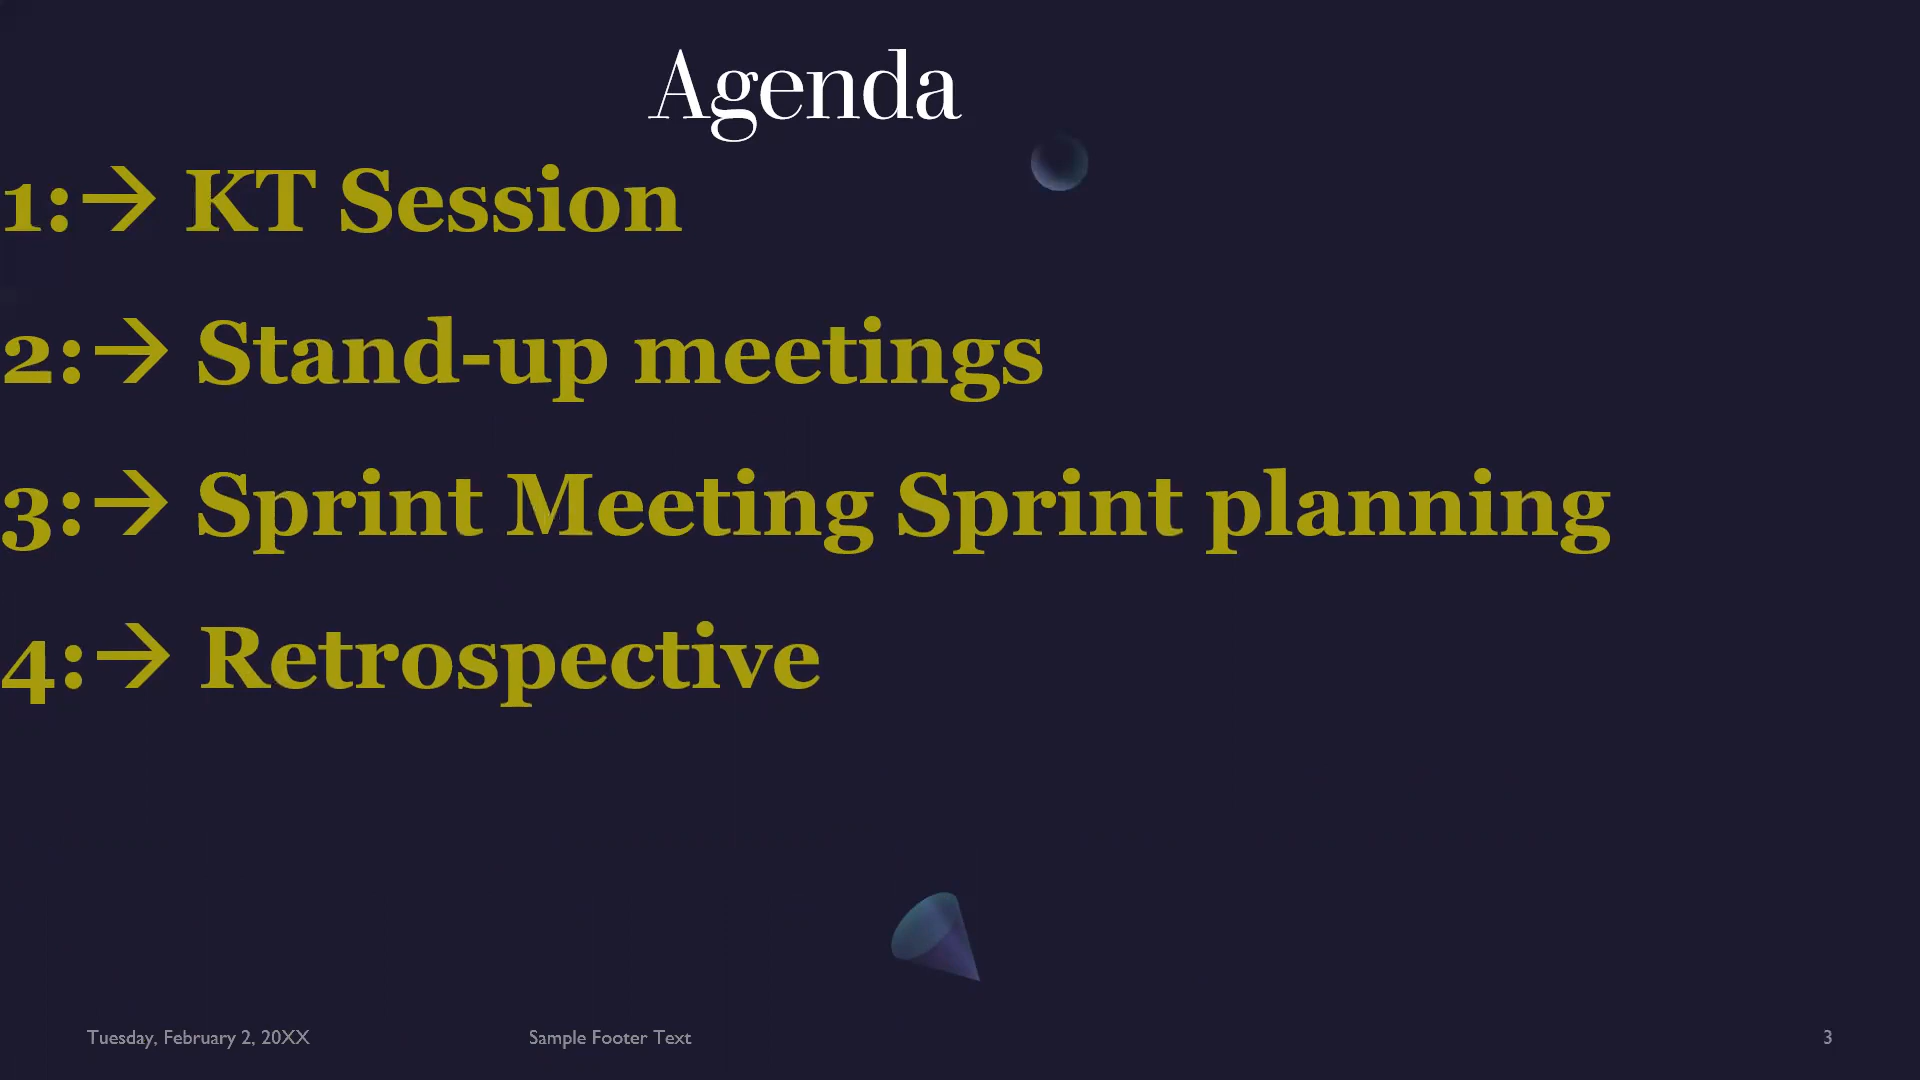 Agenda
1:→ KT Session
2:→ Stand-up meetings
3:→ Sprint Meeting Sprint planning
4:→ Retrospective
Tuesday, February 2, 20XX
Sample Footer Text
3